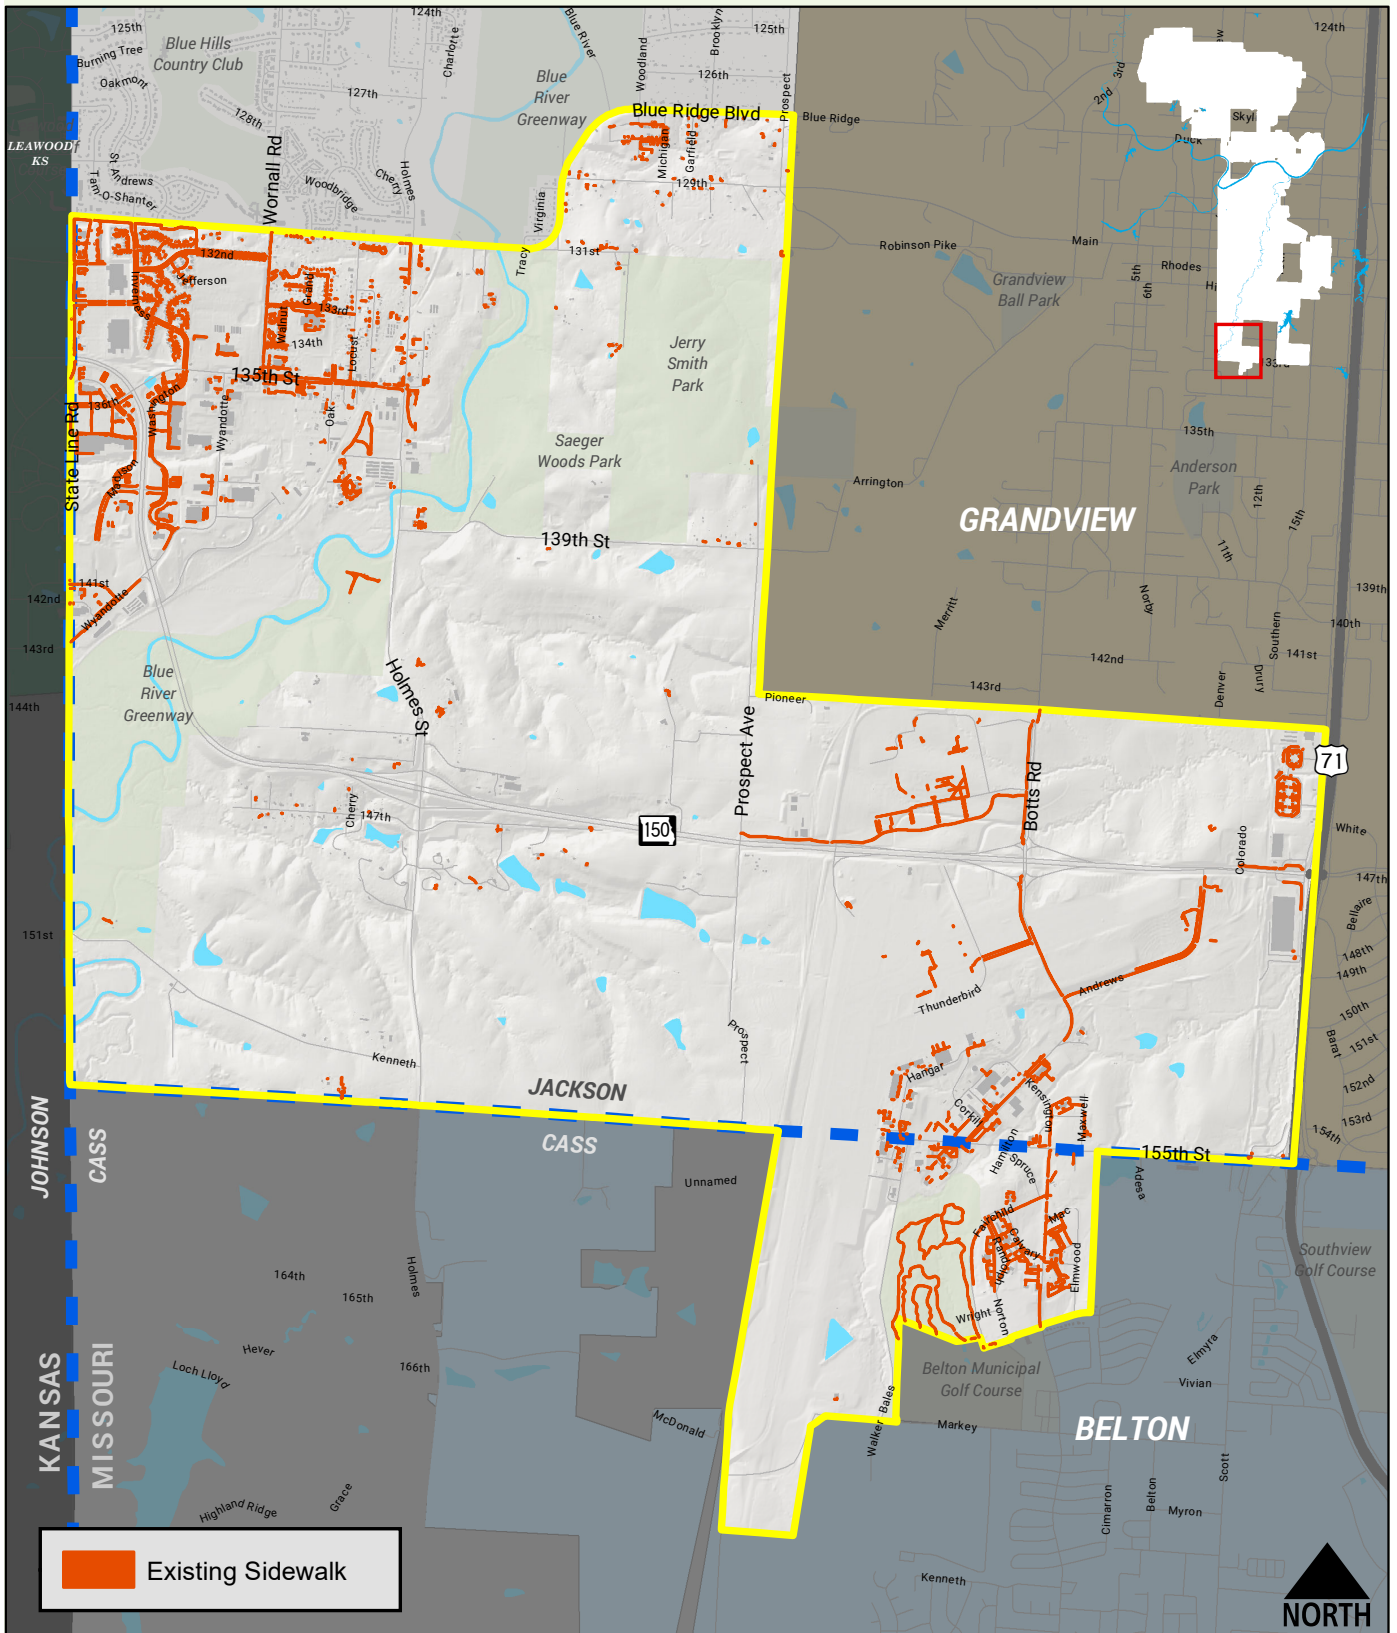 125th
Burning Tree
Oakmont
Blue Hills
Country Club
124th
Charlotte
127th
128th
Blue River
Woodland
Brooklyn
125th
126th
Prospect
124th
3rd
2nd
Skyl
Duck
Blue
River
Greenway
Blue Ridge Blvd
Blue Ridge
LEAWOOD
KS
St Andrews
Tam-O-Shanter
Wornall Rd
Woodbridge
Cherry
Holmes
Michigan
Garfield
129th
Virginia
Tracy
131st
132nd
Jefferson
Inverness
Grand
133rd
Walnut
134th
Locust
135th St
136th
Washington
Wyandotte
Oak
State Line Rd
Madison
Robinson Pike
Main
Rhodes
5th
6th
Hi
Grandview
Ball Park
133rd
Jerry
Smith
Park
Saeger
Woods Park
135th
Anderson
Park
Arrington
12th
15th
11th
GRANDVIEW
139th St
141st
142nd
Wyandotte
143rd
144th
Blue
River
Greenway
Holmes St
Merritt
Norby
139th
140th
Southern
141st
142nd
Drury
Denver
143rd
Pioneer
Prospect Ave
Botts Rd
71
Cherry
147th
150
Colorado
White
147th
Bellaire
148th
149th
151st
Thunderbird
Andrews
150th
Barat
151st
152nd
153rd
154th
Prospect
Kenneth
Hangar
Corkill
Kensington
Maxwell
Hamilton
Spruce
JACKSON
CASS
JOHNSON
CASS
155th St
Adesa
Unnamed
Fairchild
Mac
Calvary
Randolph
Elmwood
Wright
Norton
Southview
Golf Course
164th
Holmes
165th
Hever
Loch Lloyd
166th
KANSAS
MISSOURI
McDonald
Walker
Bales
Belton Municipal
Golf Course
Markey
Elmyra
Vivian
BELTON
Scott
Highland Ridge
Grace
Cimarron
Belton
Myron
Kenneth
Existing Sidewalk
NORTH